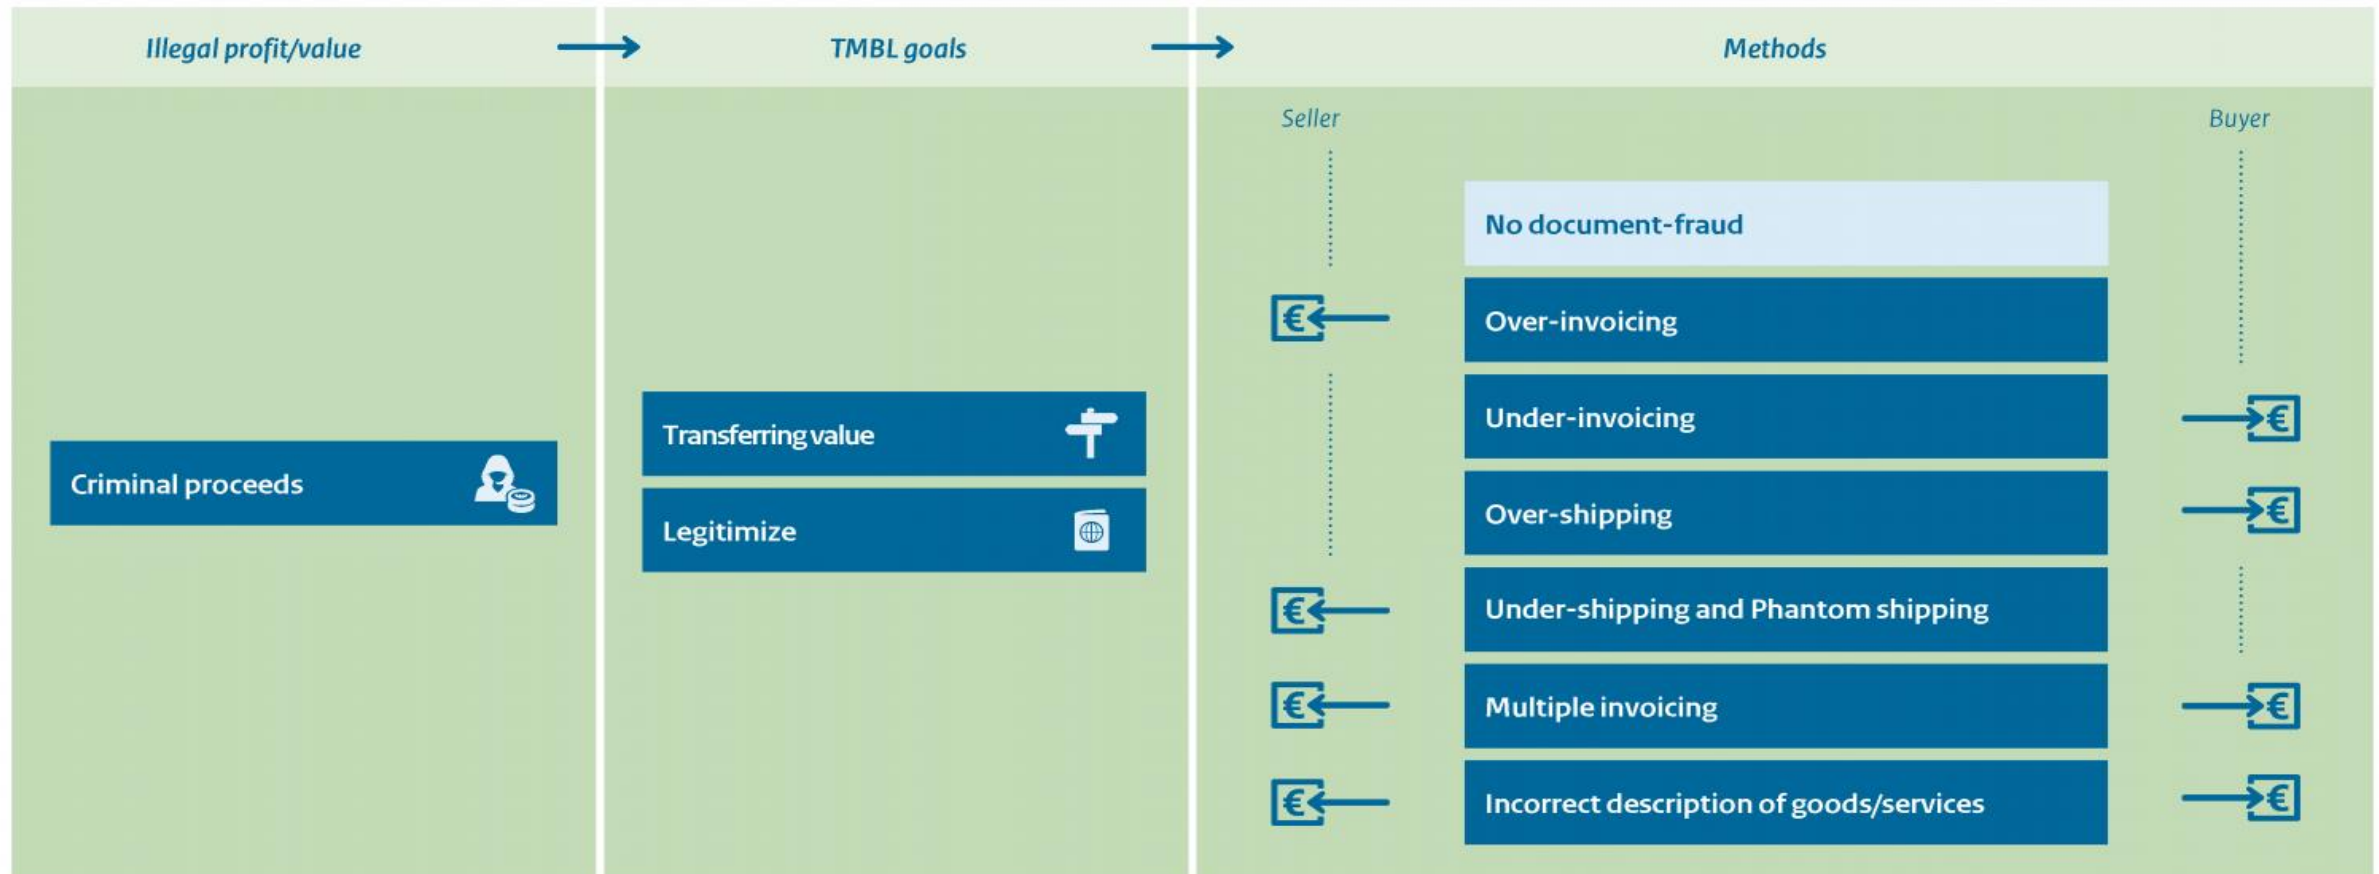 Illegal profit/value
TMBL goals
Methods
Seller
Buyer
No document-fraud
Over-invoicing
Under-invoicing
Transferring value
Criminal proceeds
Over-shipping
Legitimize
Under-shipping and Phantom shipping
Multiple invoicing
Incorrect description of goods/services